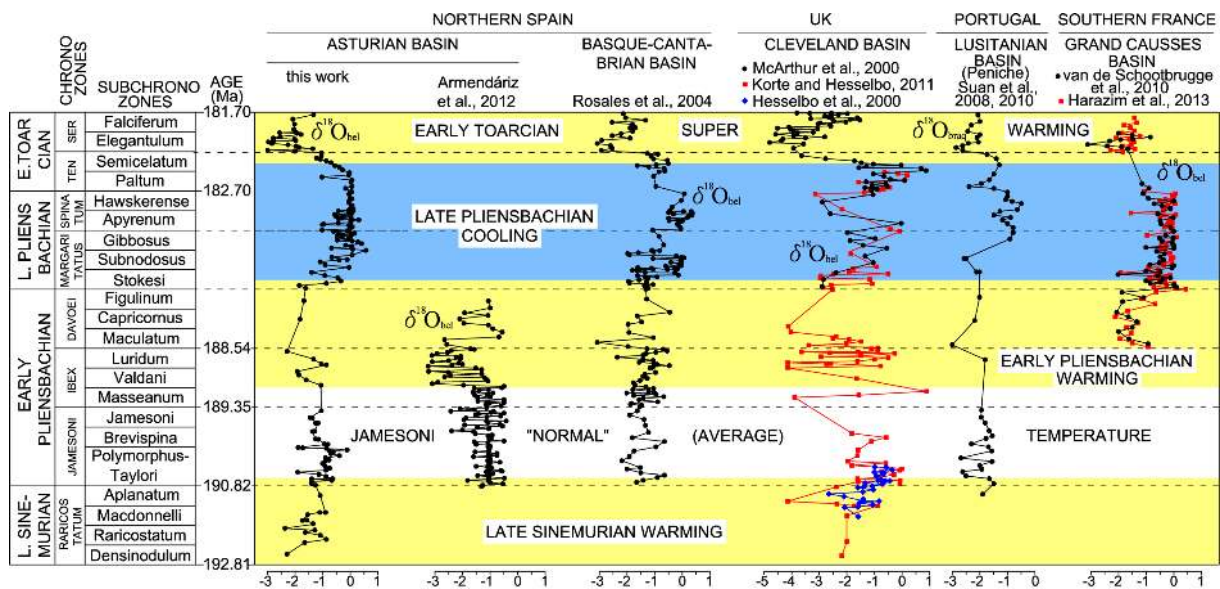 NORTHERN SPAIN
UK
PORTUGAL
SOUTHERN FRANCE
ASTURIAN BASIN
BASQUE-CANTA-
BRIAN BASIN
CLEVELAND BASIN
LUSITANIAN
BASIN
(Peniche)
GRAND CAUSSES
BASIN
CHRONO
ZONES
SUBCHRONO
ZONES
AGE
(Ma)
this work
Armendáriz
et al., 2012
Rosales et al., 2004
McArthur et al., 2000
Korte and Hesselbo, 2011
Hesselbo et al., 2000
Suan et al.,
2008, 2010
van de Schootbrugge
et al., 2010
Harazim et al., 2013
E.TOAR
CIAN
L. PLIENS
BACHIAN
EARLY
PLIENSBACHIAN
L. SINE-
MURIAN
SER
TEN
SPINA
TUM
MARGARI
TATUS
DAVOEI
IBEX
JAMESONI
RARICOS
TATUM
Falciferum
Elegantulum
Semicelatum
Paltum
Hawskerense
Apyrenum
Gibbosus
Subnodosus
Stokesi
Figulinum
Capricornus
Maculatum
Luridum
Valdani
Masseanum
Jamesoni
Brevispina
Polymorphus-
Taylori
Aplanatum
Macdonnelli
Raricostatum
Densinodulum
181.70
182.70
188.54
189.35
190.82
192.81
δ18Obel
EARLY TOARCIAN
SUPER
δ18Obraq
WARMING
δ18Obel
δ18Obel
LATE PLIENSBACHIAN
COOLING
δ18Obel
δ18Obel
EARLY PLIENSBACHIAN
WARMING
JAMESONI
"NORMAL"
(AVERAGE)
TEMPERATURE
LATE SINEMURIAN WARMING
-3 -2 -1 0 1
-3 -2 -1 0 1
-3 -2 -1 0 1
-5 -4 -3 -2 -1 0 1
-3 -2 -1 0 1
-3 -2 -1 0 1